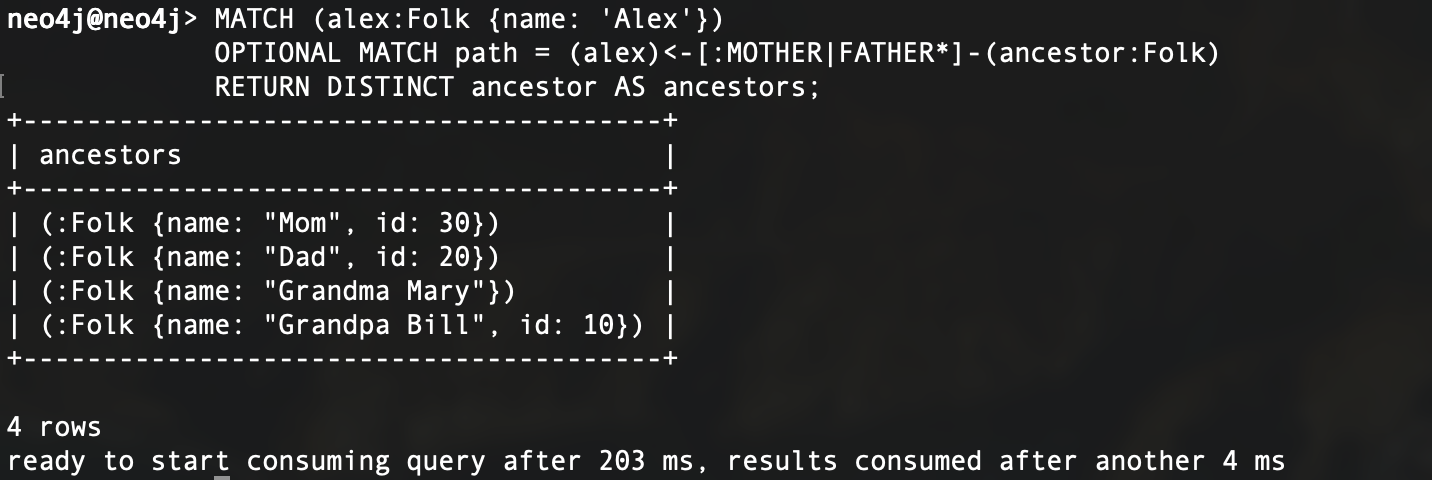 neo4j@neo4j> MATCH (alex:Folk {name: 'Alex'})
             OPTIONAL MATCH path = (alex)<-[:MOTHER|FATHER*]-(ancestor:Folk)
             RETURN DISTINCT ancestor AS ancestors;
+----------------------------------------+
| ancestors                              |
+----------------------------------------+
| (:Folk {name: "Mom", id: 30})          |
| (:Folk {name: "Dad", id: 20})          |
| (:Folk {name: "Grandma Mary"})         |
| (:Folk {name: "Grandpa Bill", id: 10}) |
+----------------------------------------+
4 rows
ready to start consuming query after 203 ms, results consumed after another 4 ms